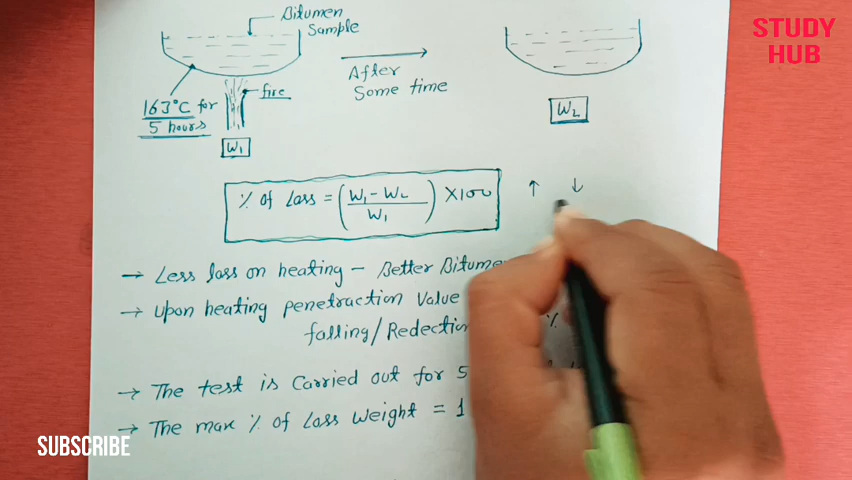 Bitumen
Sample
STUDY
HUB
After
Some time
fire
163°C for
5 hours
W1
W2
% of Loss = (W1 - W2 / W1) X100
↑ ↓
→ Less loss on heating - Better Bitumen
→ Upon heating penetraction Value
falling/Redection %
→ The test is Carried out for 5
→ The max % of Loss Weight = 1
SUBSCRIBE